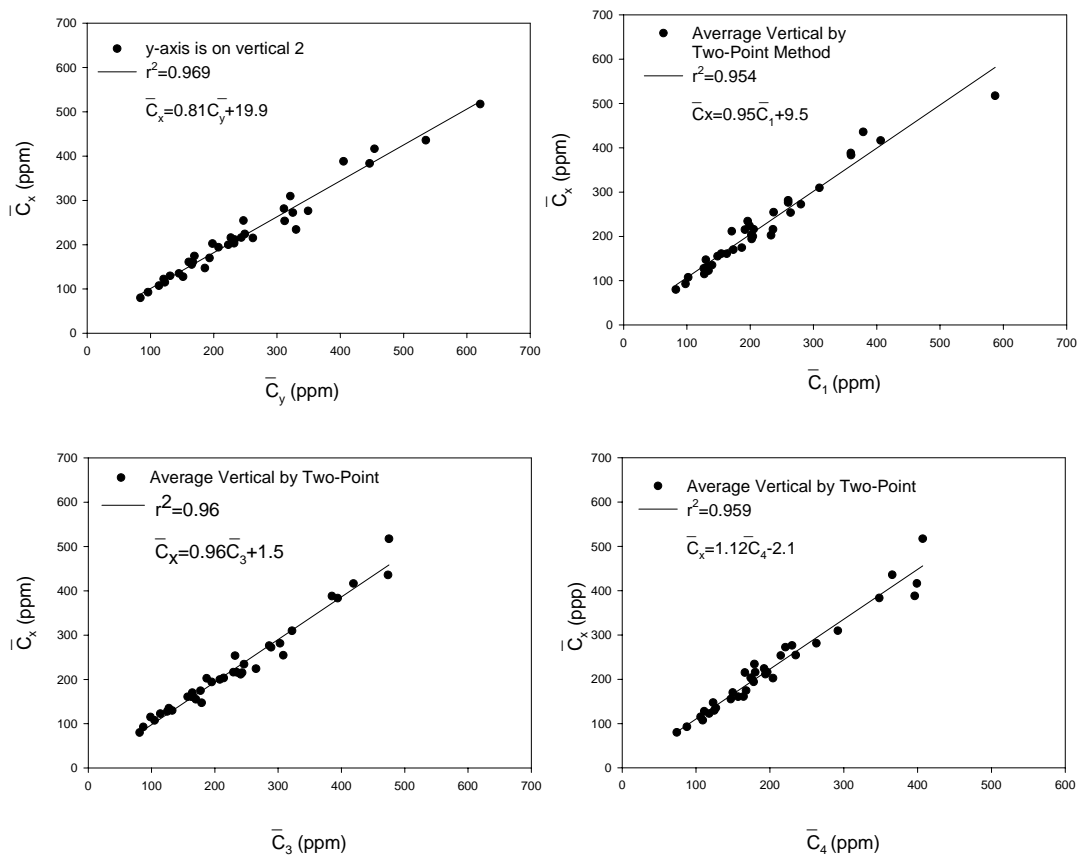 y-axis is on vertical 2
r²=0.969
C̅ₓ=0.81C̅ᵧ+19.9
700
600
500
400
300
200
100
0
C̅ₓ (ppm)
0 100 200 300 400 500 600 700
C̅ᵧ (ppm)
Averrage Vertical by
Two-Point Method
r²=0.954
C̅x=0.95C̅₁+9.5
700
600
500
400
300
200
100
0
C̅ₓ (ppm)
0 100 200 300 400 500 600 700
C̅₁ (ppm)
Average Vertical by Two-Point
r²=0.96
C̅x=0.96C̅₃+1.5
700
600
500
400
300
200
100
0
C̅ₓ (ppm)
0 100 200 300 400 500 600 700
C̅₃ (ppm)
Average Vertical by Two-Point
r²=0.959
C̅ₓ=1.12C̅₄-2.1
700
600
500
400
300
200
100
0
C̅ₓ (ppp)
0 100 200 300 400 500 600 700
C̅₄ (ppm)